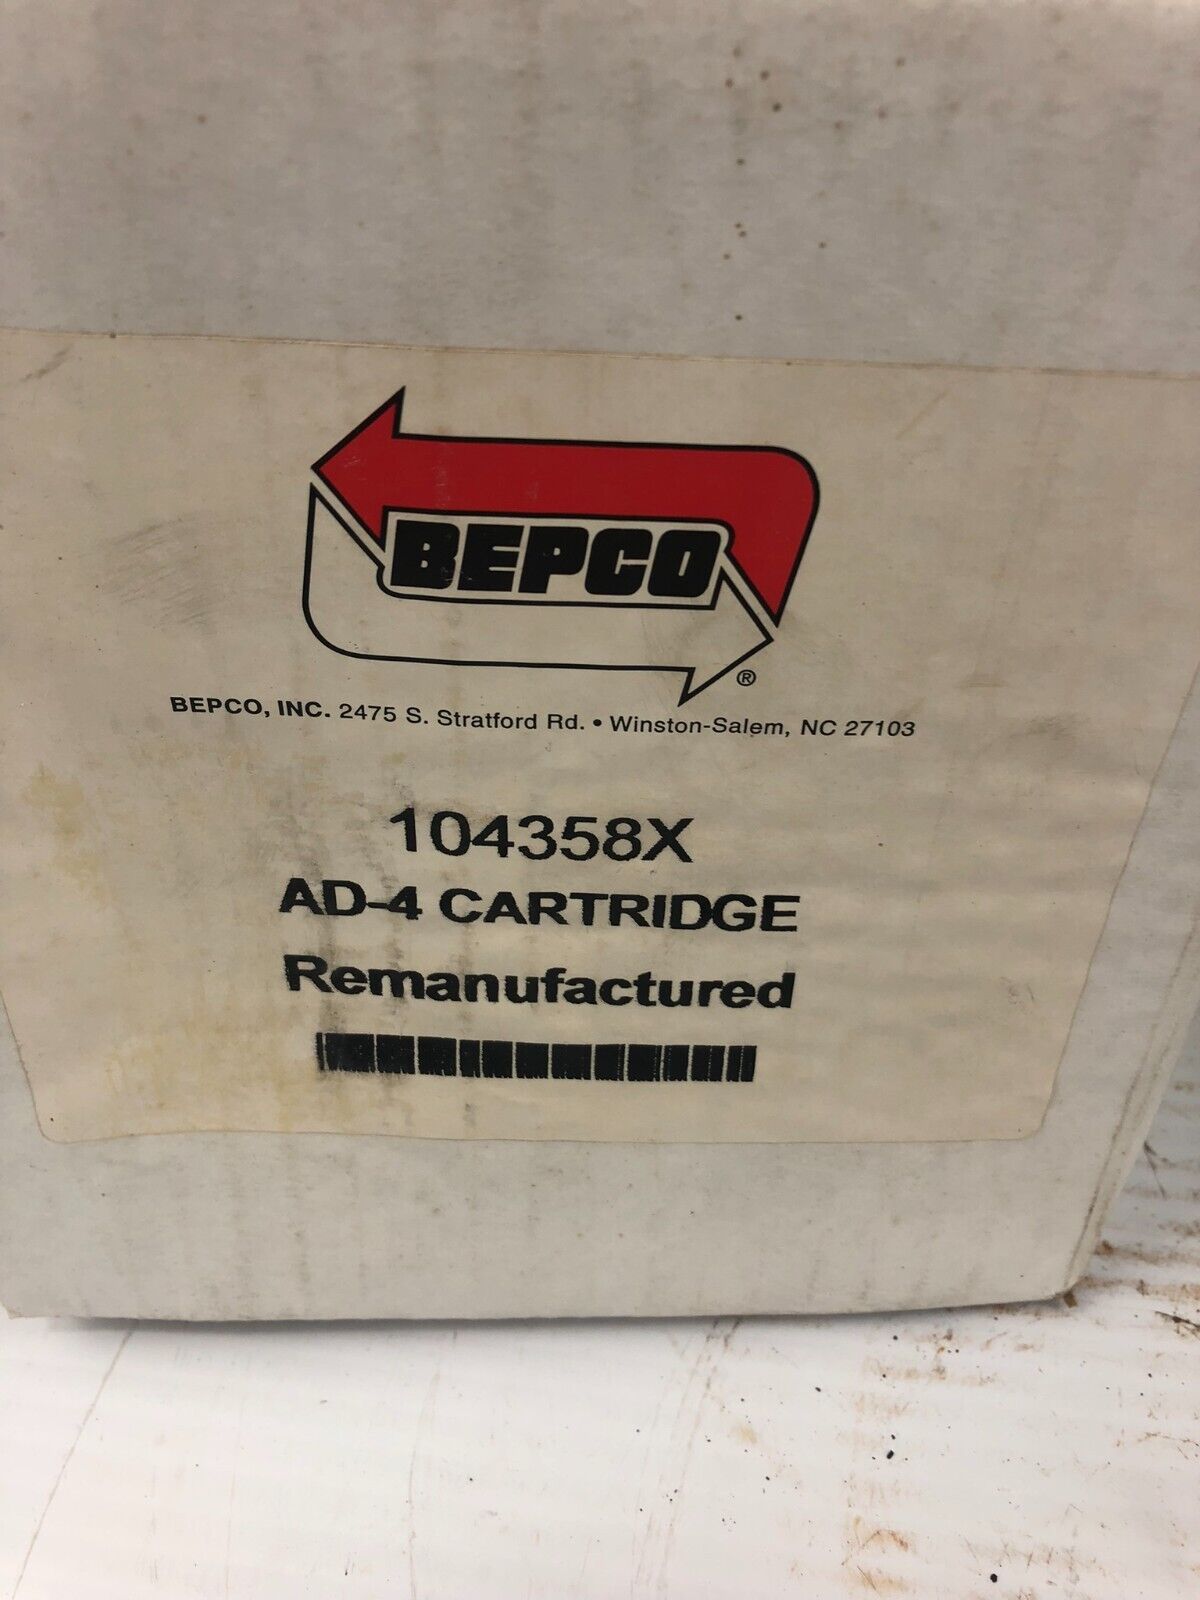 BEPCO
®
BEPCO, INC. 2475 S. Stratford Rd. • Winston-Salem, NC 27103
104358X
AD-4 CARTRIDGE
Remanufactured